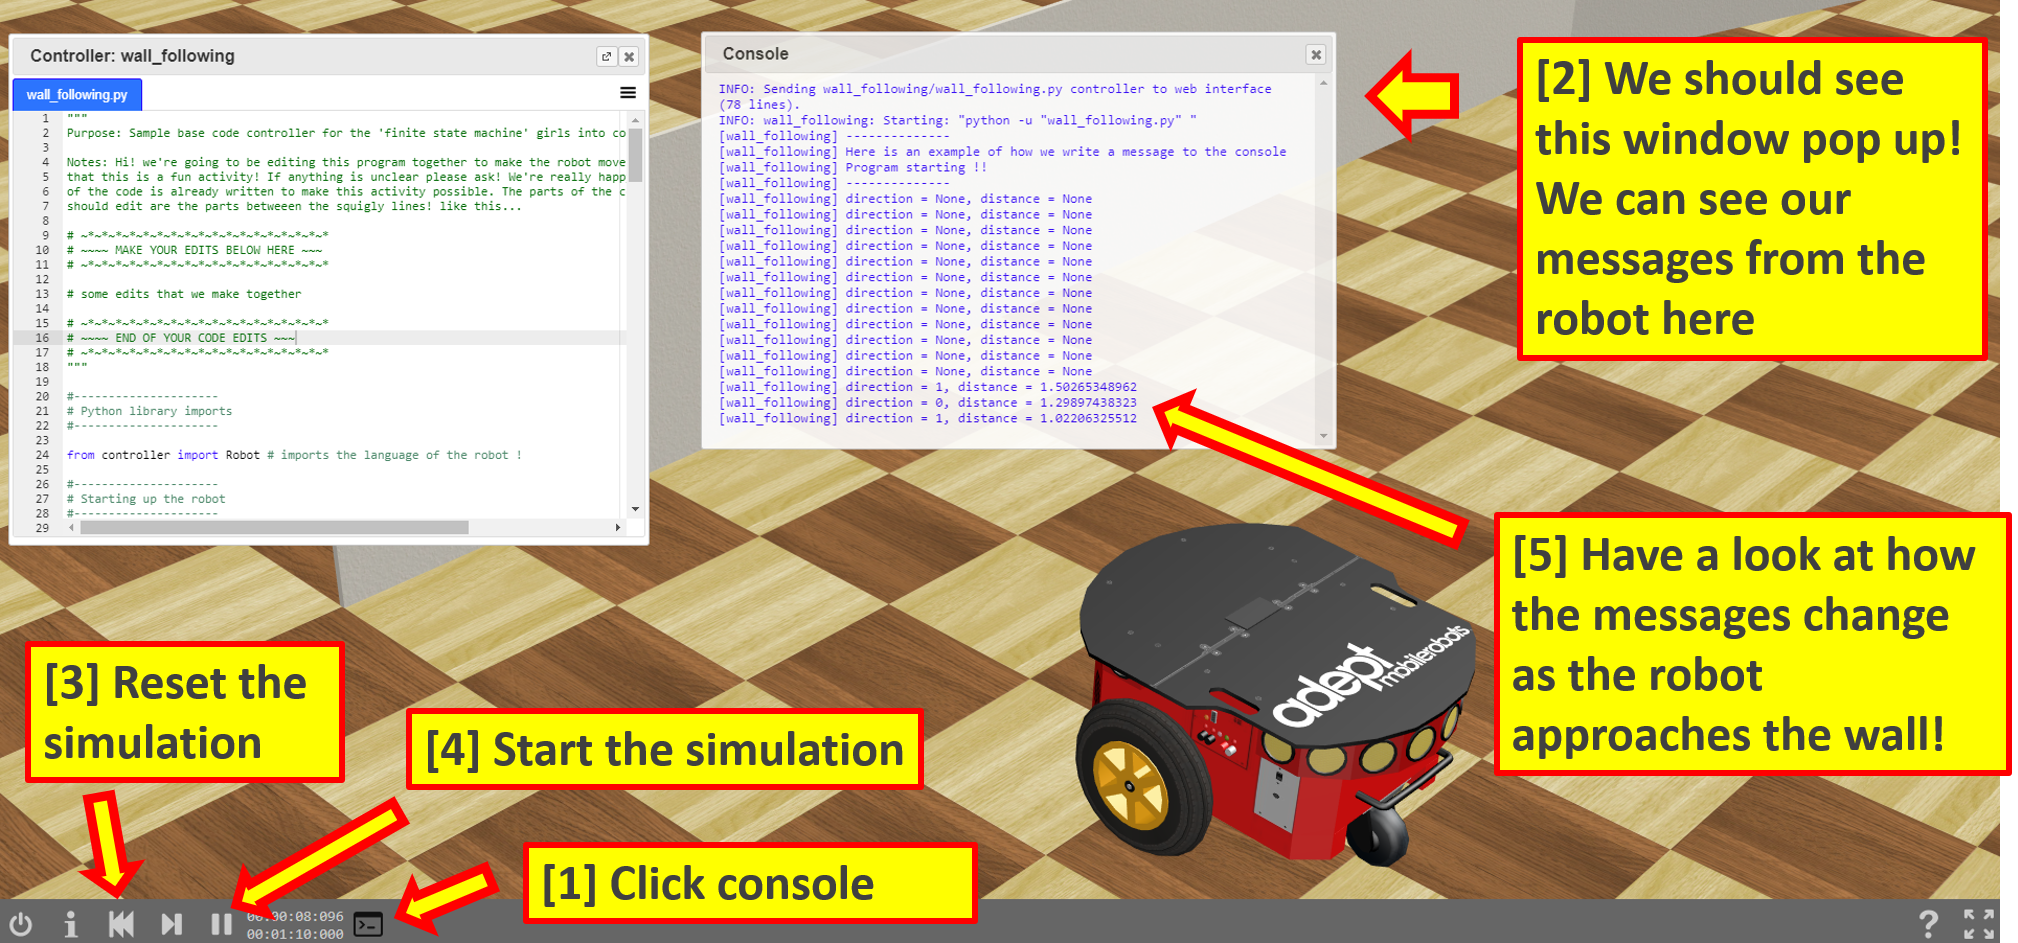 Controller: wall_following
wall_following.py
1 """
2 Purpose: Sample base code controller for the 'finite state machine' girls into co
3
4 Notes: Hi! we're going to be editing this program together to make the robot move
5 that this is a fun activity! If anything is unclear please ask! We're really happ
6 of the code is already written to make this activity possible. The parts of the c
7 should edit are the parts betweeen the squigly lines! like this...
8
9 # ~*~*~*~*~*~*~*~*~*~*~*~*~*~*~*~*~*~*
10 # ~~~~ MAKE YOUR EDITS BELOW HERE ~~~
11 # ~*~*~*~*~*~*~*~*~*~*~*~*~*~*~*~*~*~*
12
13 # some edits that we make together
14
15 # ~*~*~*~*~*~*~*~*~*~*~*~*~*~*~*~*~*~*
16 # ~~~~ END OF YOUR CODE EDITS ~~~
17 # ~*~*~*~*~*~*~*~*~*~*~*~*~*~*~*~*~*~*
18 """
19
20 #---------------------
21 # Python library imports
22 #---------------------
23
24 from controller import Robot # imports the language of the robot !
25
26 #---------------------
27 # Starting up the robot
28 #---------------------
29
Console
INFO: Sending wall_following/wall_following.py controller to web interface
(78 lines).
INFO: wall_following: Starting: "python -u "wall_following.py" "
[wall_following] --------------
[wall_following] Here is an example of how we write a message to the console
[wall_following] Program starting !!
[wall_following] --------------
[wall_following] direction = None, distance = None
[wall_following] direction = None, distance = None
[wall_following] direction = None, distance = None
[wall_following] direction = None, distance = None
[wall_following] direction = None, distance = None
[wall_following] direction = None, distance = None
[wall_following] direction = None, distance = None
[wall_following] direction = None, distance = None
[wall_following] direction = None, distance = None
[wall_following] direction = None, distance = None
[wall_following] direction = None, distance = None
[wall_following] direction = None, distance = None
[wall_following] direction = 1, distance = 1.50265348962
[wall_following] direction = 0, distance = 1.29897438323
[wall_following] direction = 1, distance = 1.02206325512
[2] We should see
this window pop up!
We can see our
messages from the
robot here
[5] Have a look at how
the messages change
as the robot
approaches the wall!
adept
mobilerobots
[3] Reset the
simulation
[4] Start the simulation
[1] Click console
00:00:08:096
00:01:10:000